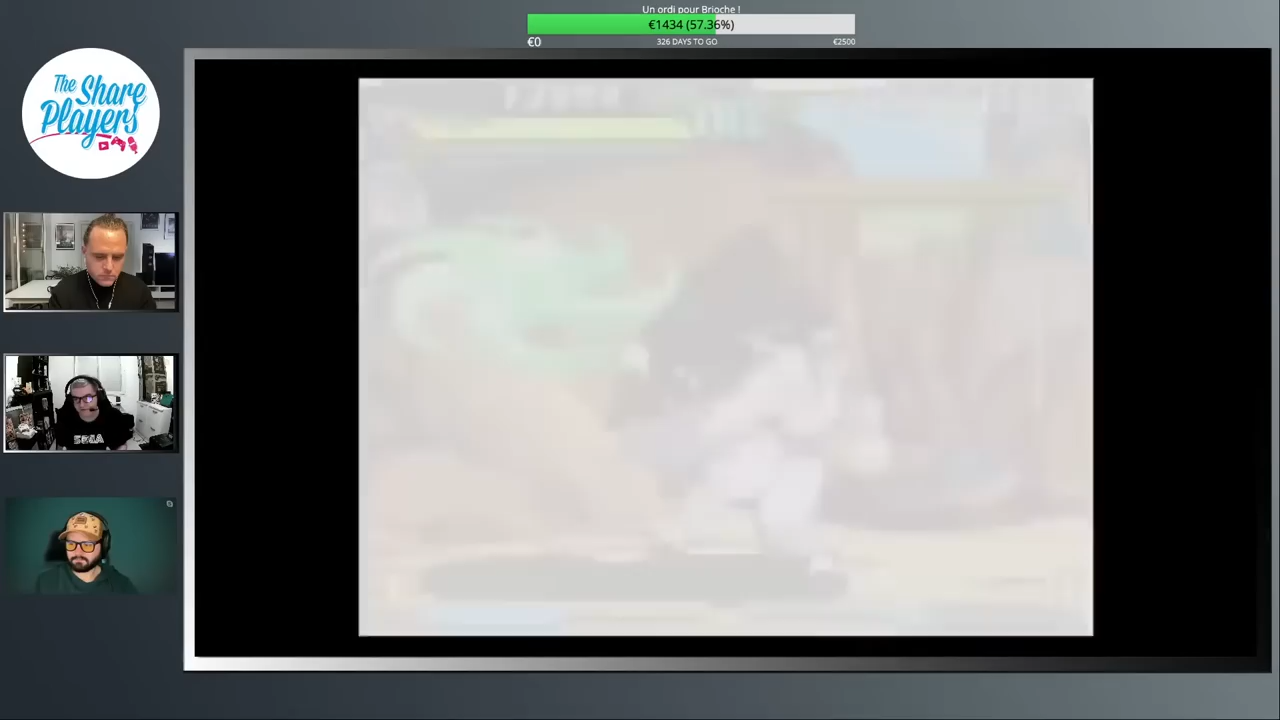 Un ordi pour Brioche !
€1434 (57.36%)
€0
326 DAYS TO GO
€2500
The
Share
Players
SEGA